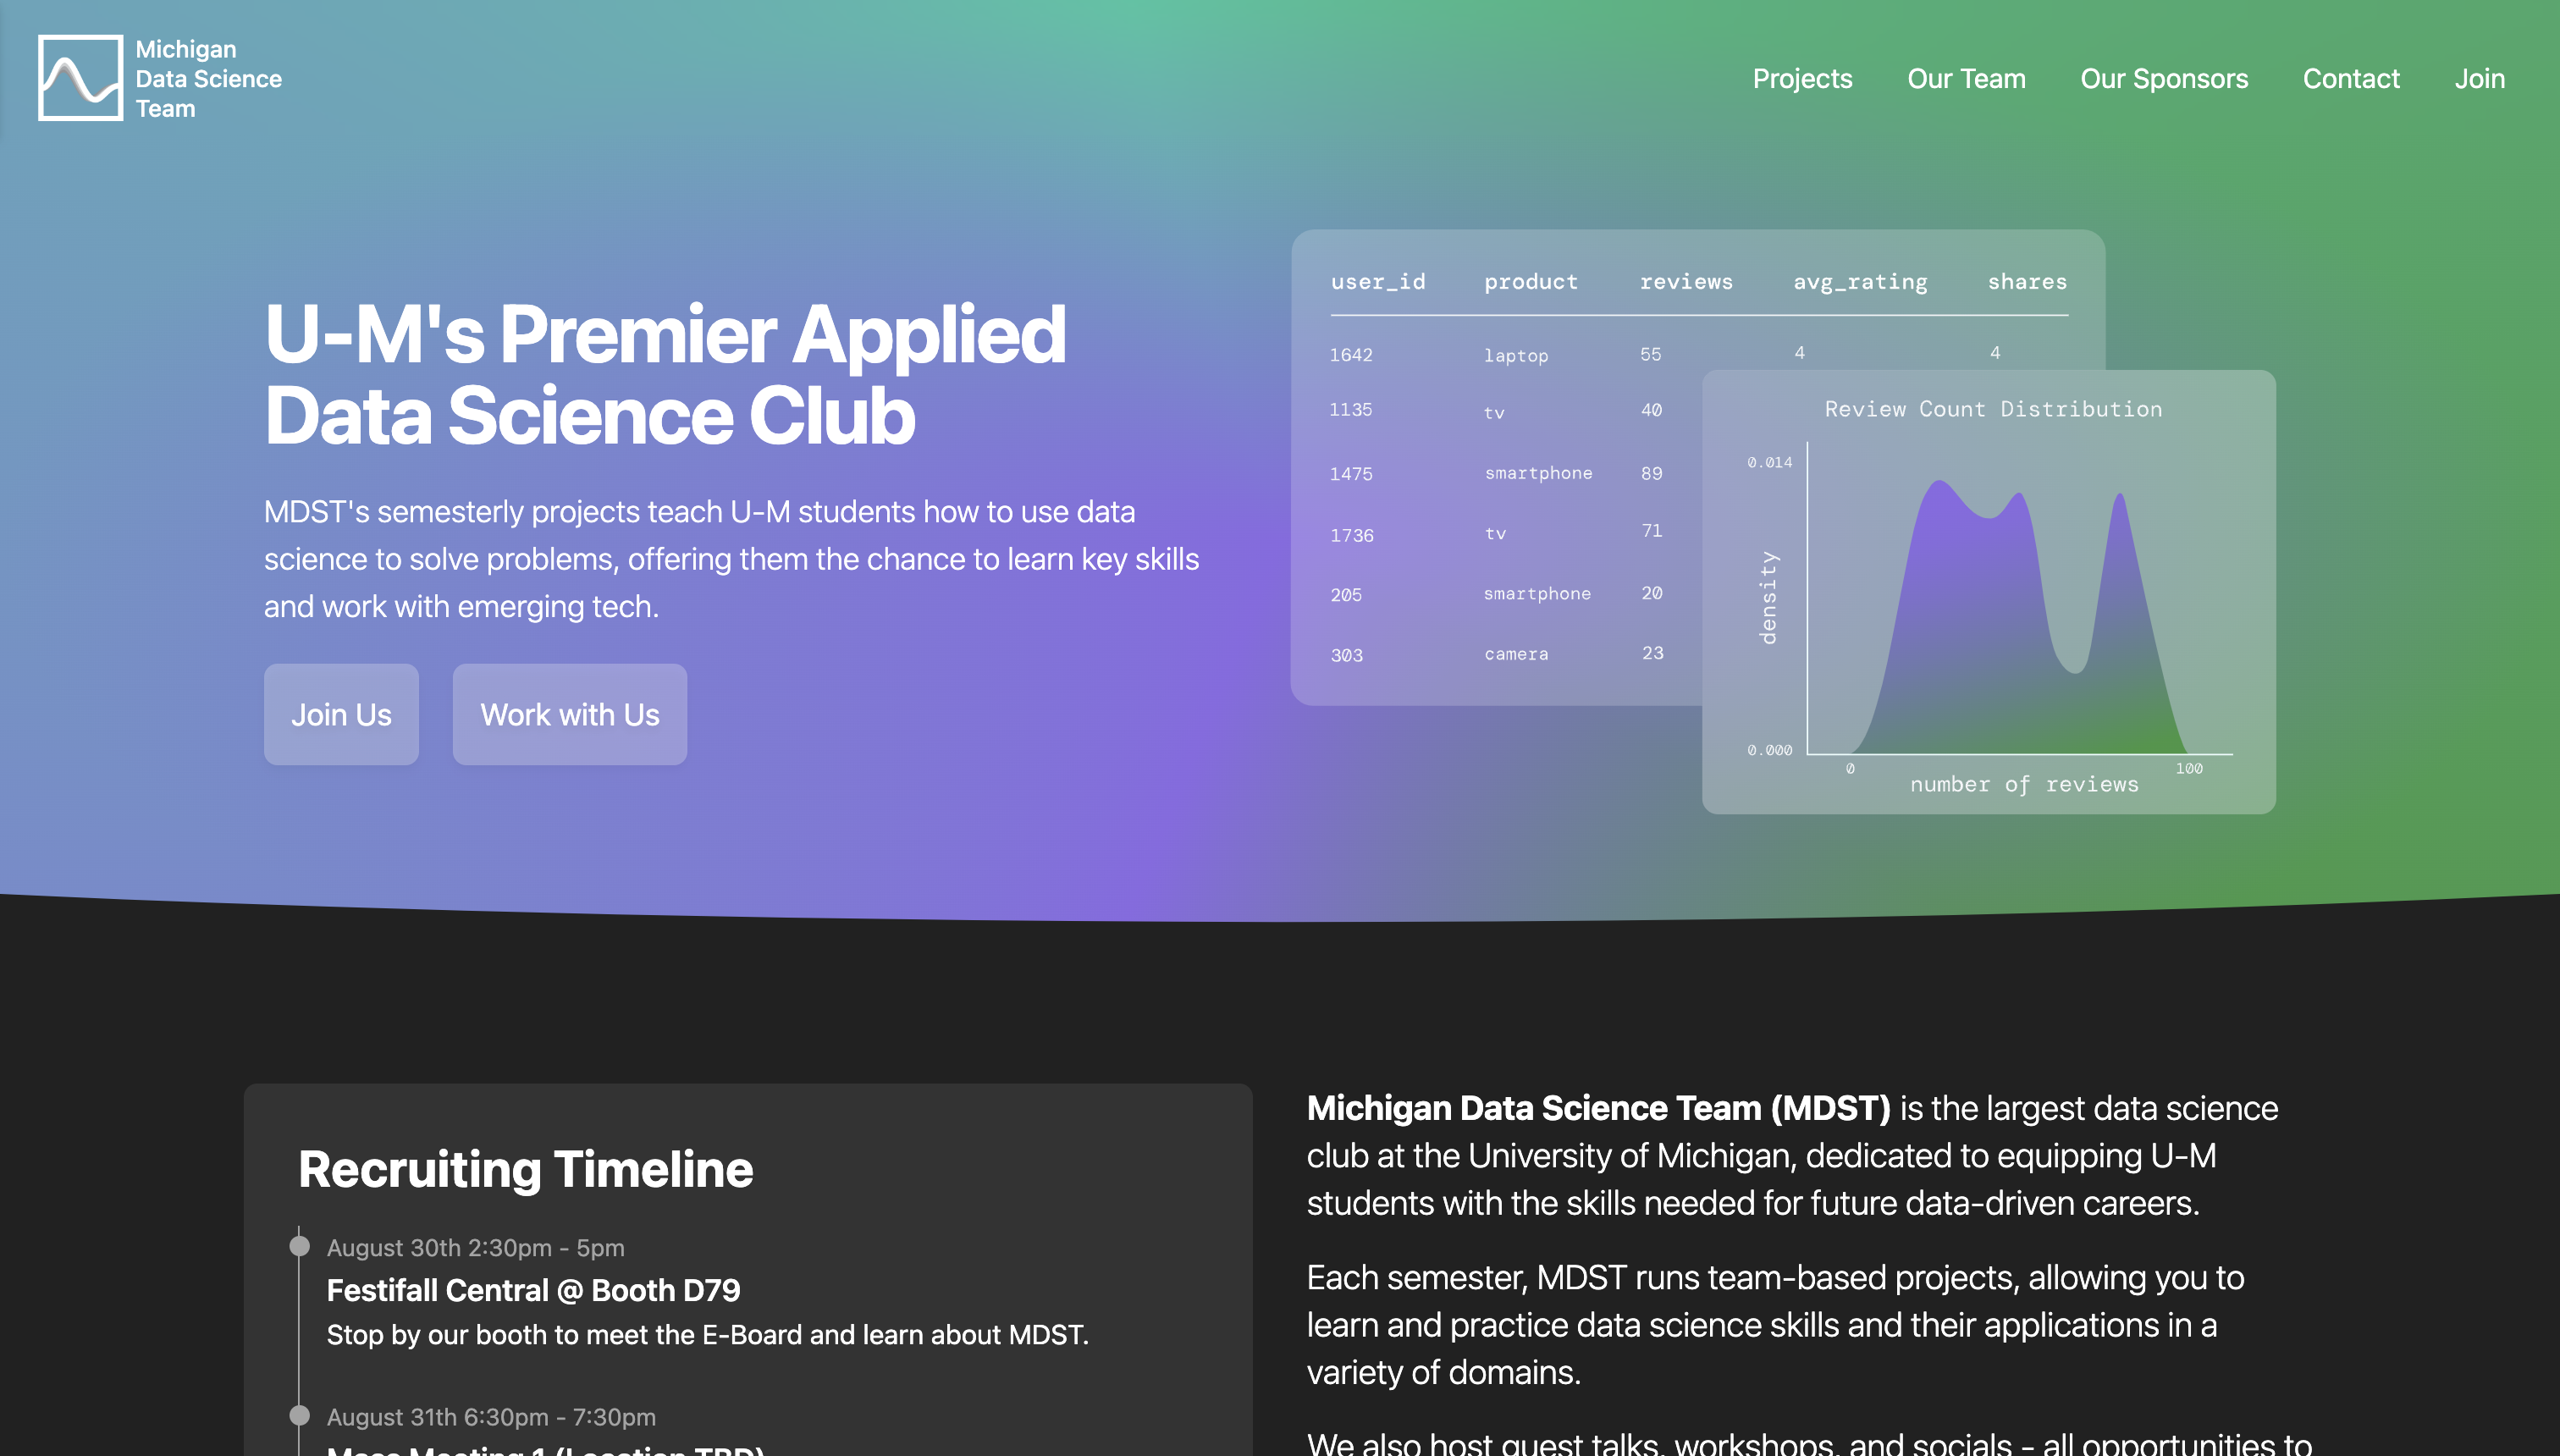 Michigan
Data Science
Team
Projects
Our Team
Our Sponsors
Contact
Join
U-M's Premier Applied
Data Science Club
MDST's semesterly projects teach U-M students how to use data
science to solve problems, offering them the chance to learn key skills
and work with emerging tech.
Join Us
Work with Us
user_id product reviews avg_rating shares
1642 laptop 55 4 4
1135 tv 40
1475 smartphone 89
1736 tv 71
205 smartphone 20
303 camera 23
Review Count Distribution
0.014
density
0.000
0 100
number of reviews
Recruiting Timeline
August 30th 2:30pm - 5pm
Festifall Central @ Booth D79
Stop by our booth to meet the E-Board and learn about MDST.
August 31th 6:30pm - 7:30pm
Mass Meeting 1 (Location TBD)
Michigan Data Science Team (MDST) is the largest data science
club at the University of Michigan, dedicated to equipping U-M
students with the skills needed for future data-driven careers.
Each semester, MDST runs team-based projects, allowing you to
learn and practice data science skills and their applications in a
variety of domains.
We also host guest talks, workshops, and socials - all opportunities to